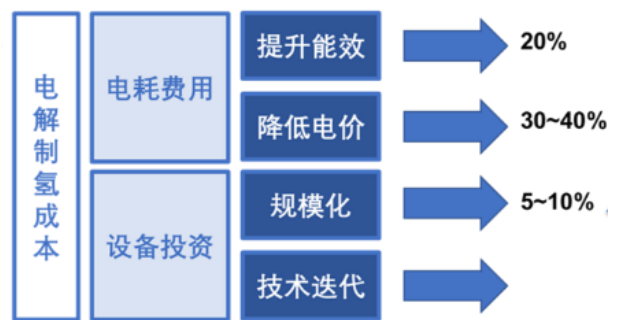 电解制氢成本
电耗费用
提升能效
20%
降低电价
30~40%
设备投资
规模化
5~10%
技术迭代